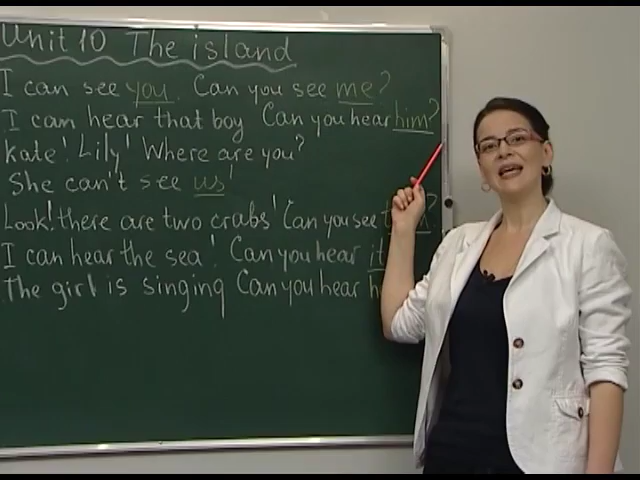 Unit 10 The island
I can see you. Can you see me?
I can hear that boy Can you hear him?
Kate! Lily! Where are you?
She can't see us!
Look! there are two crabs! Can you see
I can hear the sea! Can you hear it
The girl is singing Can you hear